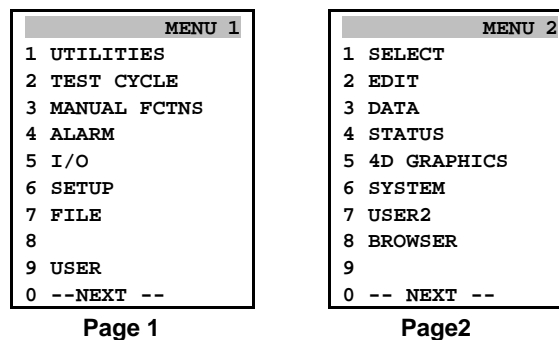 MENU 1
1 UTILITIES
2 TEST CYCLE
3 MANUAL FCTNS
4 ALARM
5 I/O
6 SETUP
7 FILE
8
9 USER
0 --NEXT --
Page 1
MENU 2
1 SELECT
2 EDIT
3 DATA
4 STATUS
5 4D GRAPHICS
6 SYSTEM
7 USER2
8 BROWSER
9
0 -- NEXT --
Page2